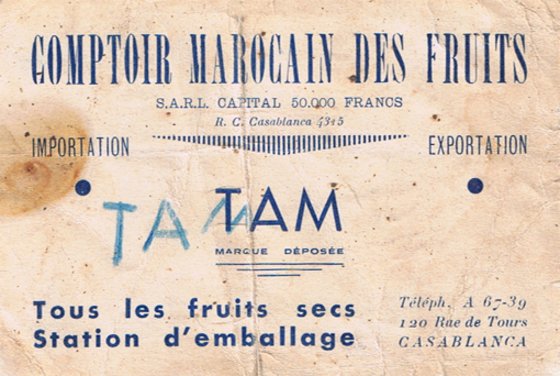 COMPTOIR MAROCAIN DES FRUITS
S.A.R.L. CAPITAL 50.000 FRANCS
R. C. Casablanca 4315
IMPORTATION
EXPORTATION
TAM
TAM
MARQUE DÉPOSÉE
Tous les fruits secs
Station d'emballage
Téléph. A 67-39
120 Rue de Tours
CASABLANCA